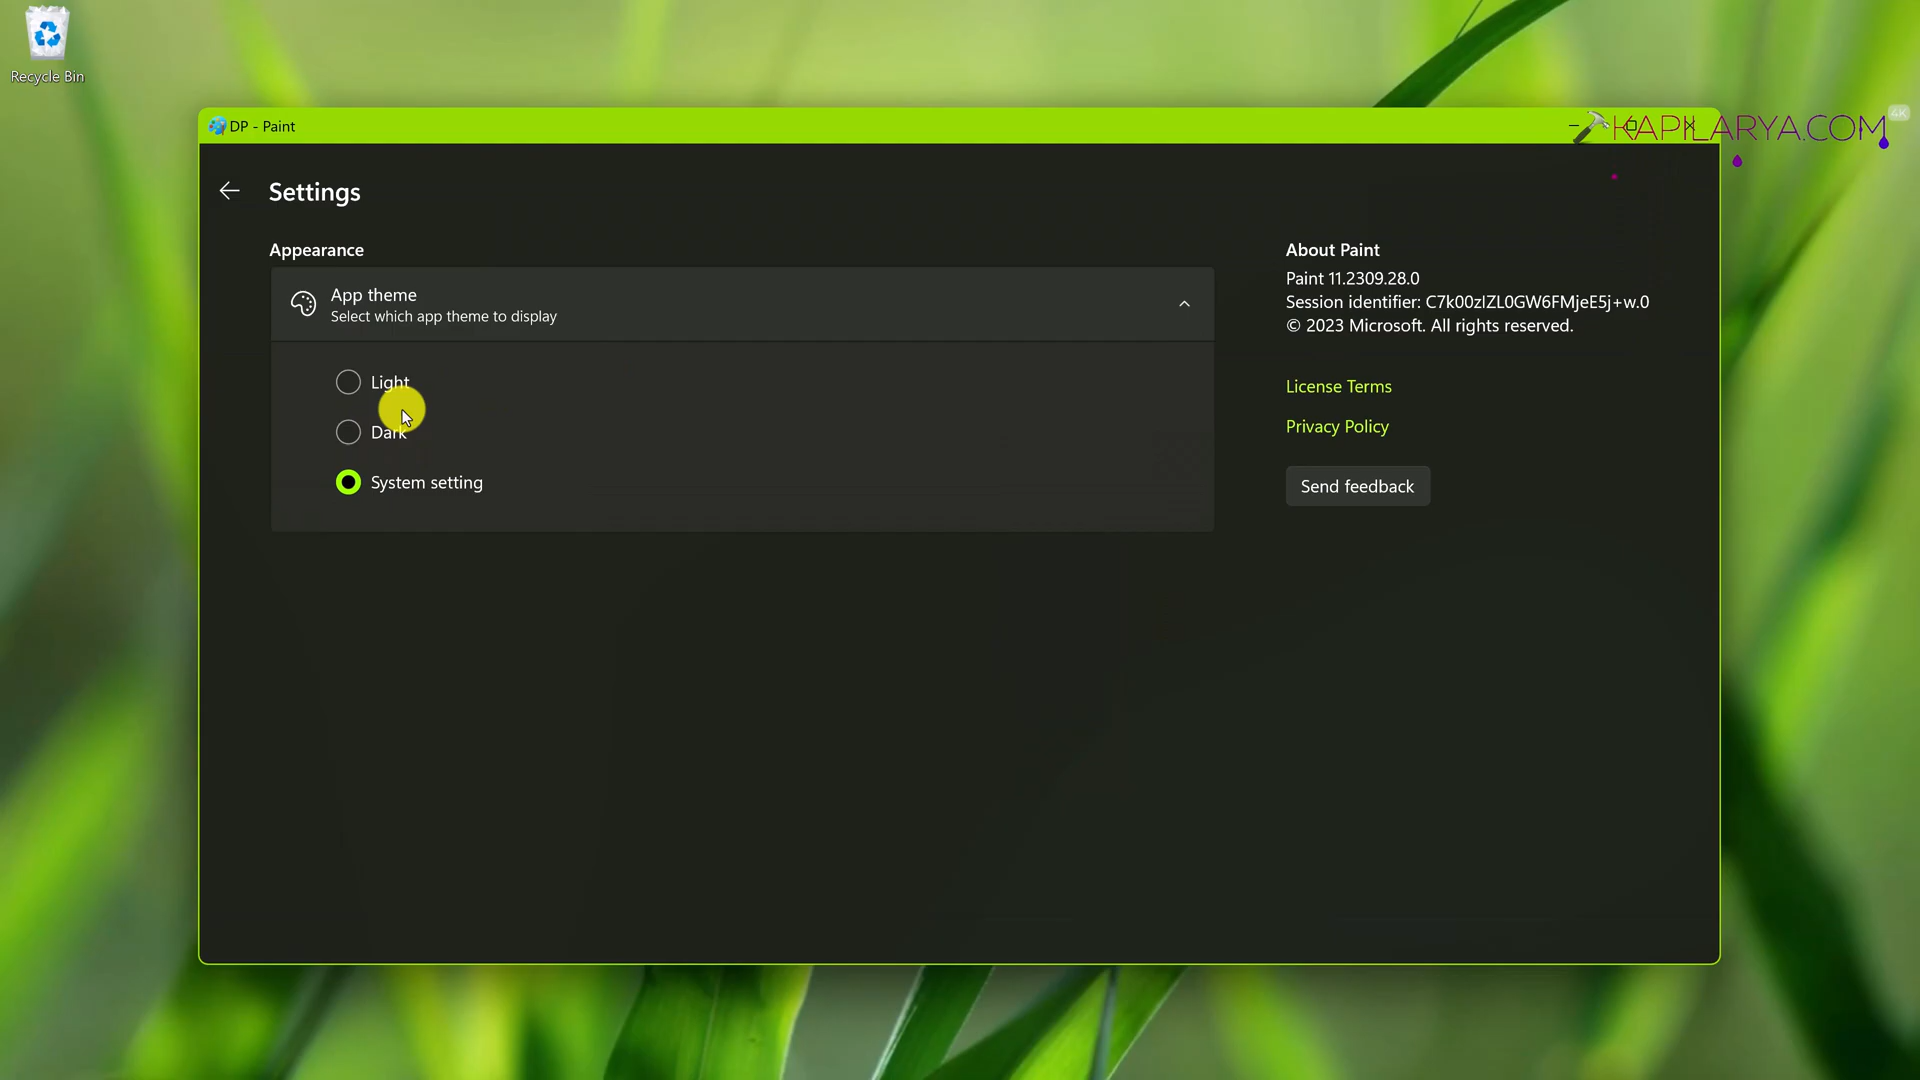 Recycle Bin
DP - Paint
KAPILARYA.COM
4K
Settings
Appearance
App theme
Select which app theme to display
Light
Dark
System setting
About Paint
Paint 11.2309.28.0
Session identifier: C7k00zIZL0GW6FMjeE5j+w.0
© 2023 Microsoft. All rights reserved.
License Terms
Privacy Policy
Send feedback